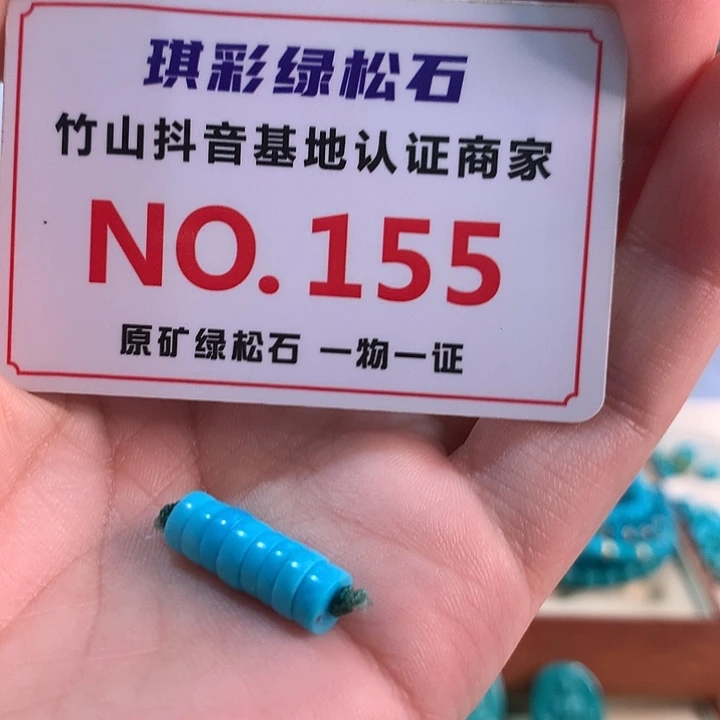 琪彩绿松石
竹山抖音基地认证商家
NO.155
原矿绿松石 一物一证